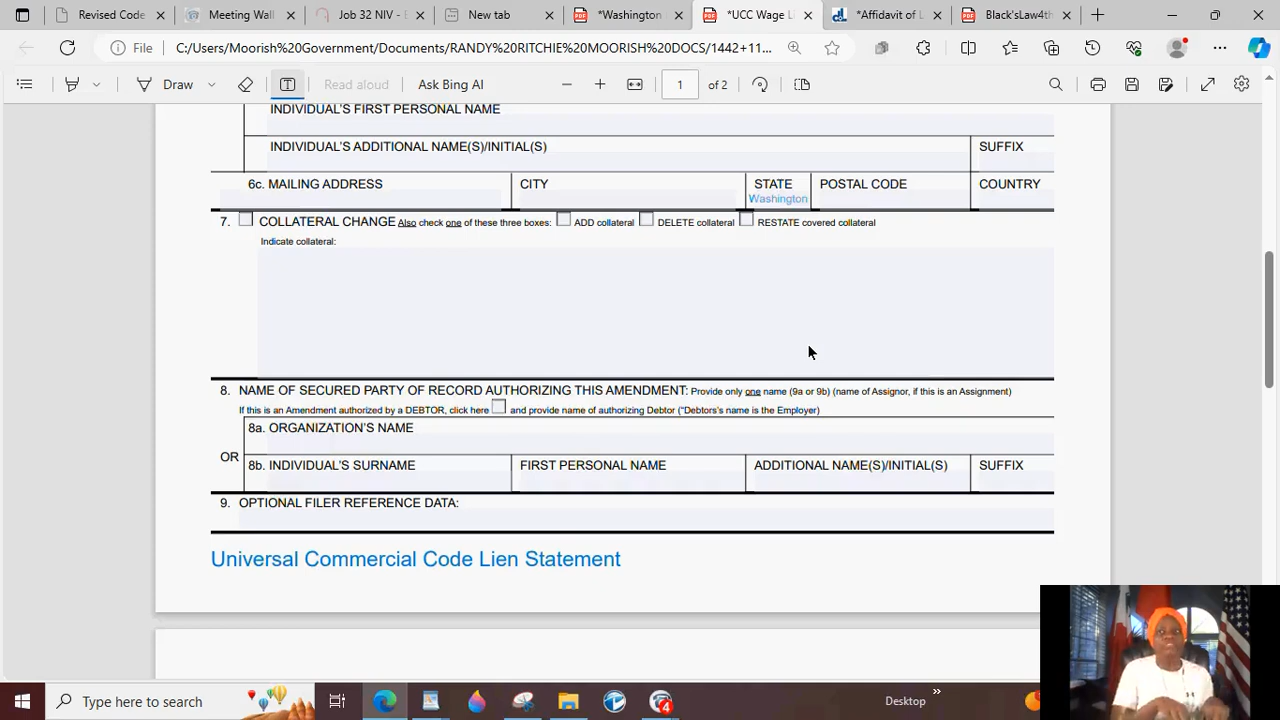 Revised Code
Meeting Wall
Job 32 NIV - E
New tab
*Washington
*UCC Wage Li
*Affidavit of L
Black'sLaw4th
File
C:/Users/Moorish%20Government/Documents/RANDY%20RITCHIE%20MOORISH%20DOCS/1442+11...
Draw
Read aloud
Ask Bing AI
1
of 2
INDIVIDUAL'S FIRST PERSONAL NAME
INDIVIDUAL'S ADDITIONAL NAME(S)/INITIAL(S)
SUFFIX
6c. MAILING ADDRESS
CITY
STATE
POSTAL CODE
COUNTRY
Washington
7. COLLATERAL CHANGE Also check one of these three boxes: ADD collateral DELETE collateral RESTATE covered collateral
Indicate collateral:
8. NAME OF SECURED PARTY OF RECORD AUTHORIZING THIS AMENDMENT: Provide only one name (9a or 9b) (name of Assignor, if this is an Assignment)
If this is an Amendment authorized by a DEBTOR, click here and provide name of authorizing Debtor ("Debtors's name is the Employer)
8a. ORGANIZATION'S NAME
OR
8b. INDIVIDUAL'S SURNAME
FIRST PERSONAL NAME
ADDITIONAL NAME(S)/INITIAL(S)
SUFFIX
9. OPTIONAL FILER REFERENCE DATA:
Universal Commercial Code Lien Statement
Type here to search
4
Desktop
»